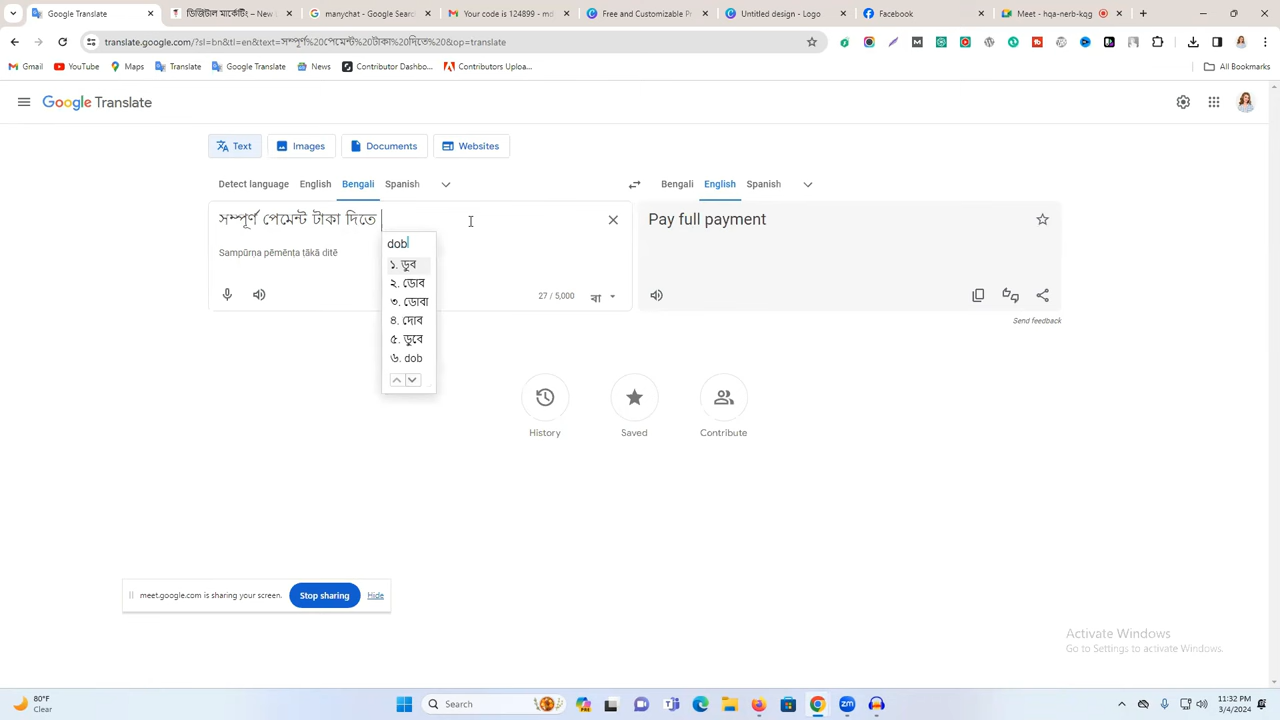 Google Translate
ডিজিটাল মার্কেটিং – New L
manychat - Google Search
code is 124899 - md
Free and Customizable Pr
Untitled design - Logo
Facebook
Meet - hqa-nerb-kgq
translate.google.com/?sl=bn&tl=en&text=সম্পূর্ণ%20পেমেন্ট%20টাকা%20দিতে%20&op=translate
Gmail YouTube Maps Translate Google Translate News Contributor Dashbo... Contributors Uploa... All Bookmarks
Google Translate
Text Images Documents Websites
Detect language English Bengali Spanish Bengali English Spanish
সম্পূর্ণ পেমেন্ট টাকা দিতে
Pay full payment
dob
Sampūrṇa pēmēnṭa ṭākā ditē
১. ডুব
২. ডোব
৩. ডোবা
৪. দোব
৫. ডুবে
৬. dob
27 / 5,000
Send feedback
History Saved Contribute
meet.google.com is sharing your screen. Stop sharing Hide
Activate Windows
Go to Settings to activate Windows.
80°F
Clear
Search
11:32 PM
3/4/2024